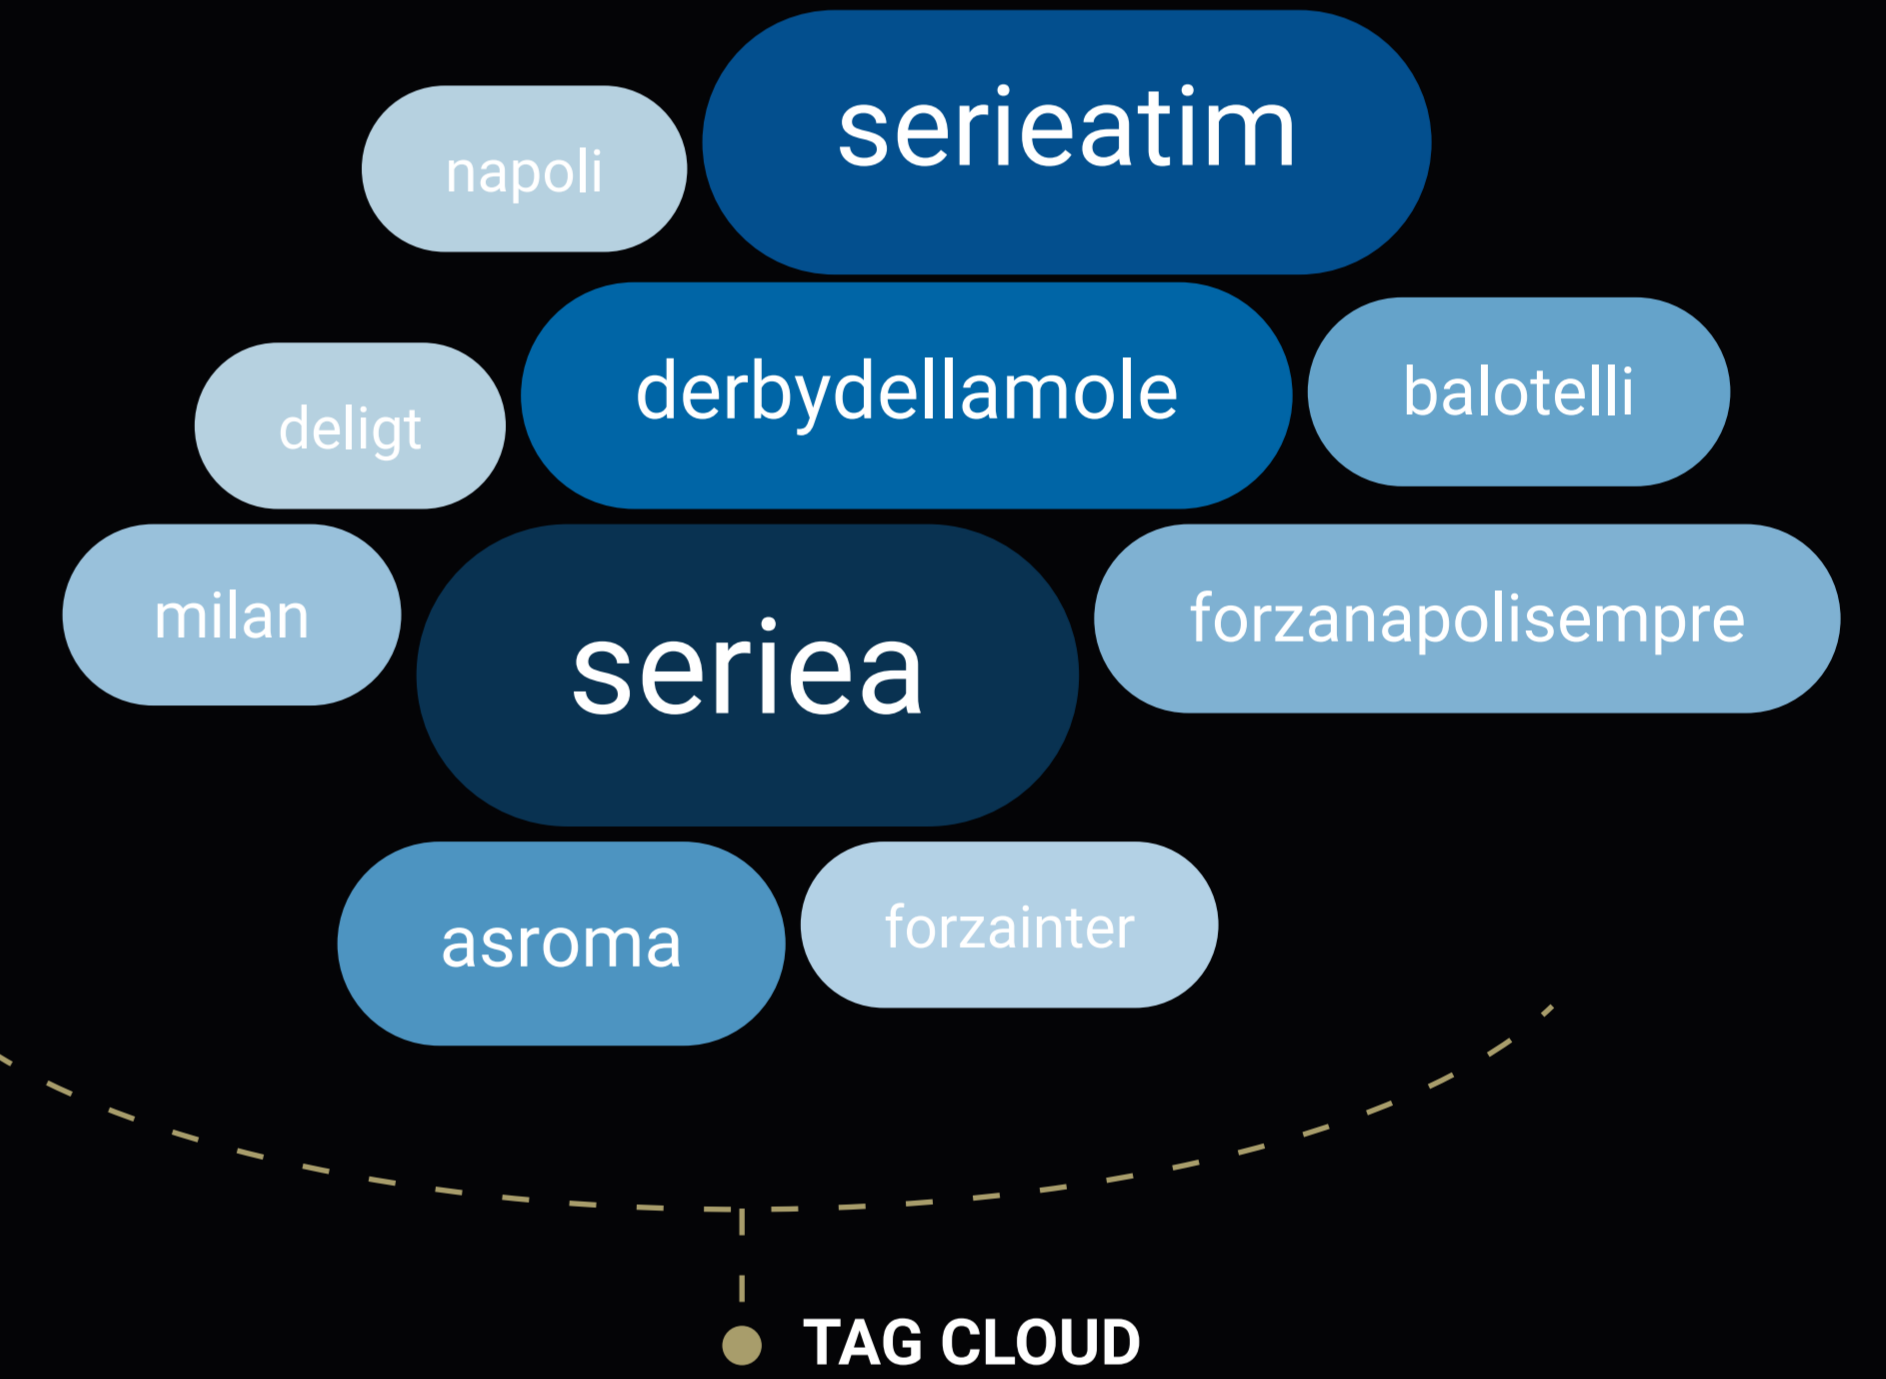 serieatim
napoli
derbydellamole
balotelli
deligt
milan
seriea
forzanapolisempre
asroma
forzainter
TAG CLOUD